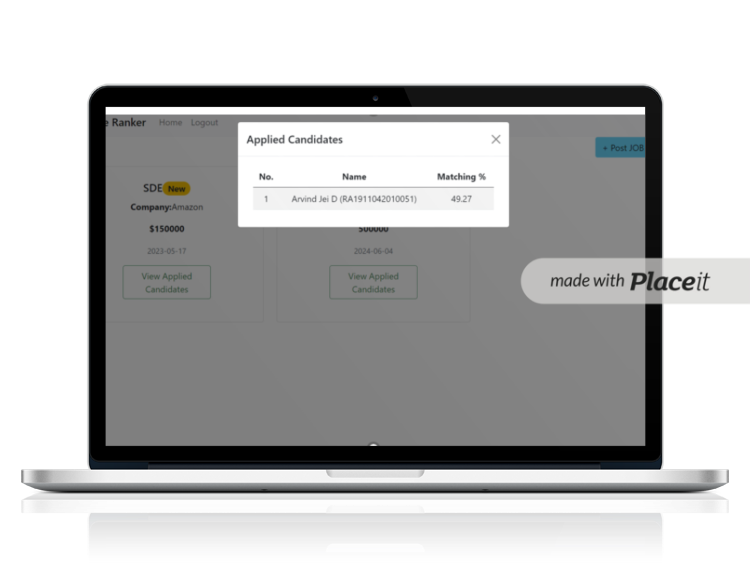 e Ranker Home Logout
Applied Candidates
+ Post JOB
No. Name Matching %
1 Arvind Jei D (RA1911042010051) 49.27
SDE New
Company:Amazon
$150000
2023-05-17
View Applied
Candidates
500000
2024-06-04
View Applied
Candidates
made with Placeit